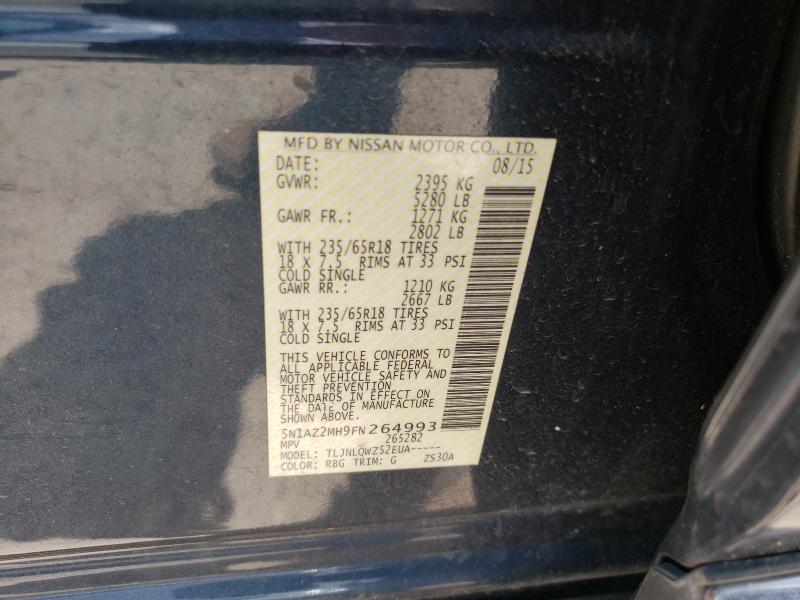 MFD BY NISSAN MOTOR CO., LTD.
DATE: 08/15
GVWR: 2395 KG
5280 LB
GAWR FR.: 1271 KG
2802 LB
WITH 235/65R18 TIRES
18 X 7.5 RIMS AT 33 PSI
COLD SINGLE
GAWR RR.: 1210 KG
2667 LB
WITH 235/65R18 TIRES
18 X 7.5 RIMS AT 33 PSI
COLD SINGLE
THIS VEHICLE CONFORMS TO
ALL APPLICABLE FEDERAL
MOTOR VEHICLE SAFETY AND
THEFT PREVENTION
STANDARDS IN EFFECT ON
THE DATE OF MANUFACTURE
SHOWN ABOVE.
5N1AZ2MH9FN264993
MPV 265282
MODEL: TLJNLQWZ52EUA-----
COLOR: RBG TRIM: G ZS30A